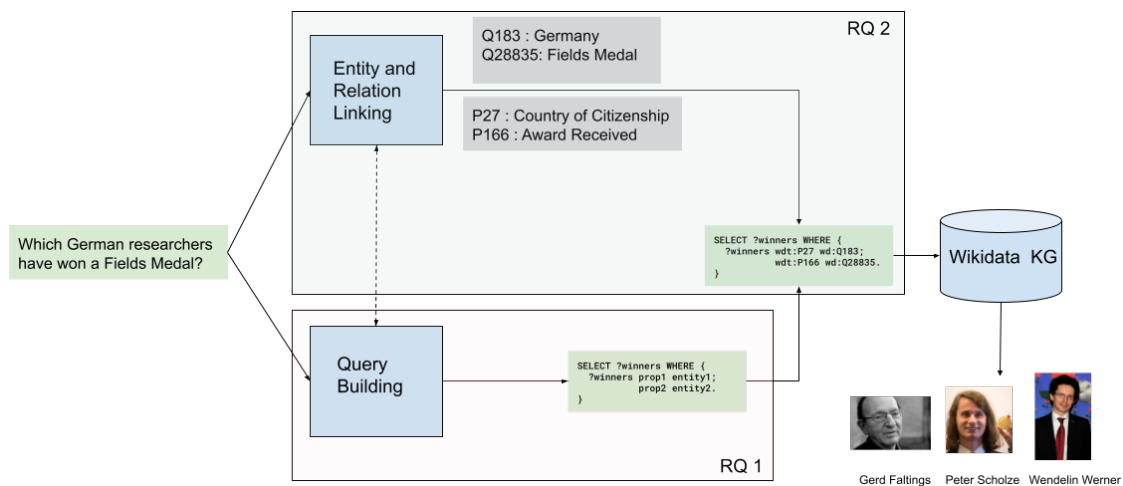 RQ 2
Q183 : Germany
Q28835: Fields Medal
Entity and
Relation
Linking
P27 : Country of Citizenship
P166 : Award Received
Which German researchers
have won a Fields Medal?
SELECT ?winners WHERE {
?winners wdt:P27 wd:Q183;
wdt:P166 wd:Q28835.
}
Wikidata KG
Query
Building
SELECT ?winners WHERE {
?winners prop1 entity1;
prop2 entity2.
}
RQ 1
Gerd Faltings
Peter Scholze
Wendelin Werner